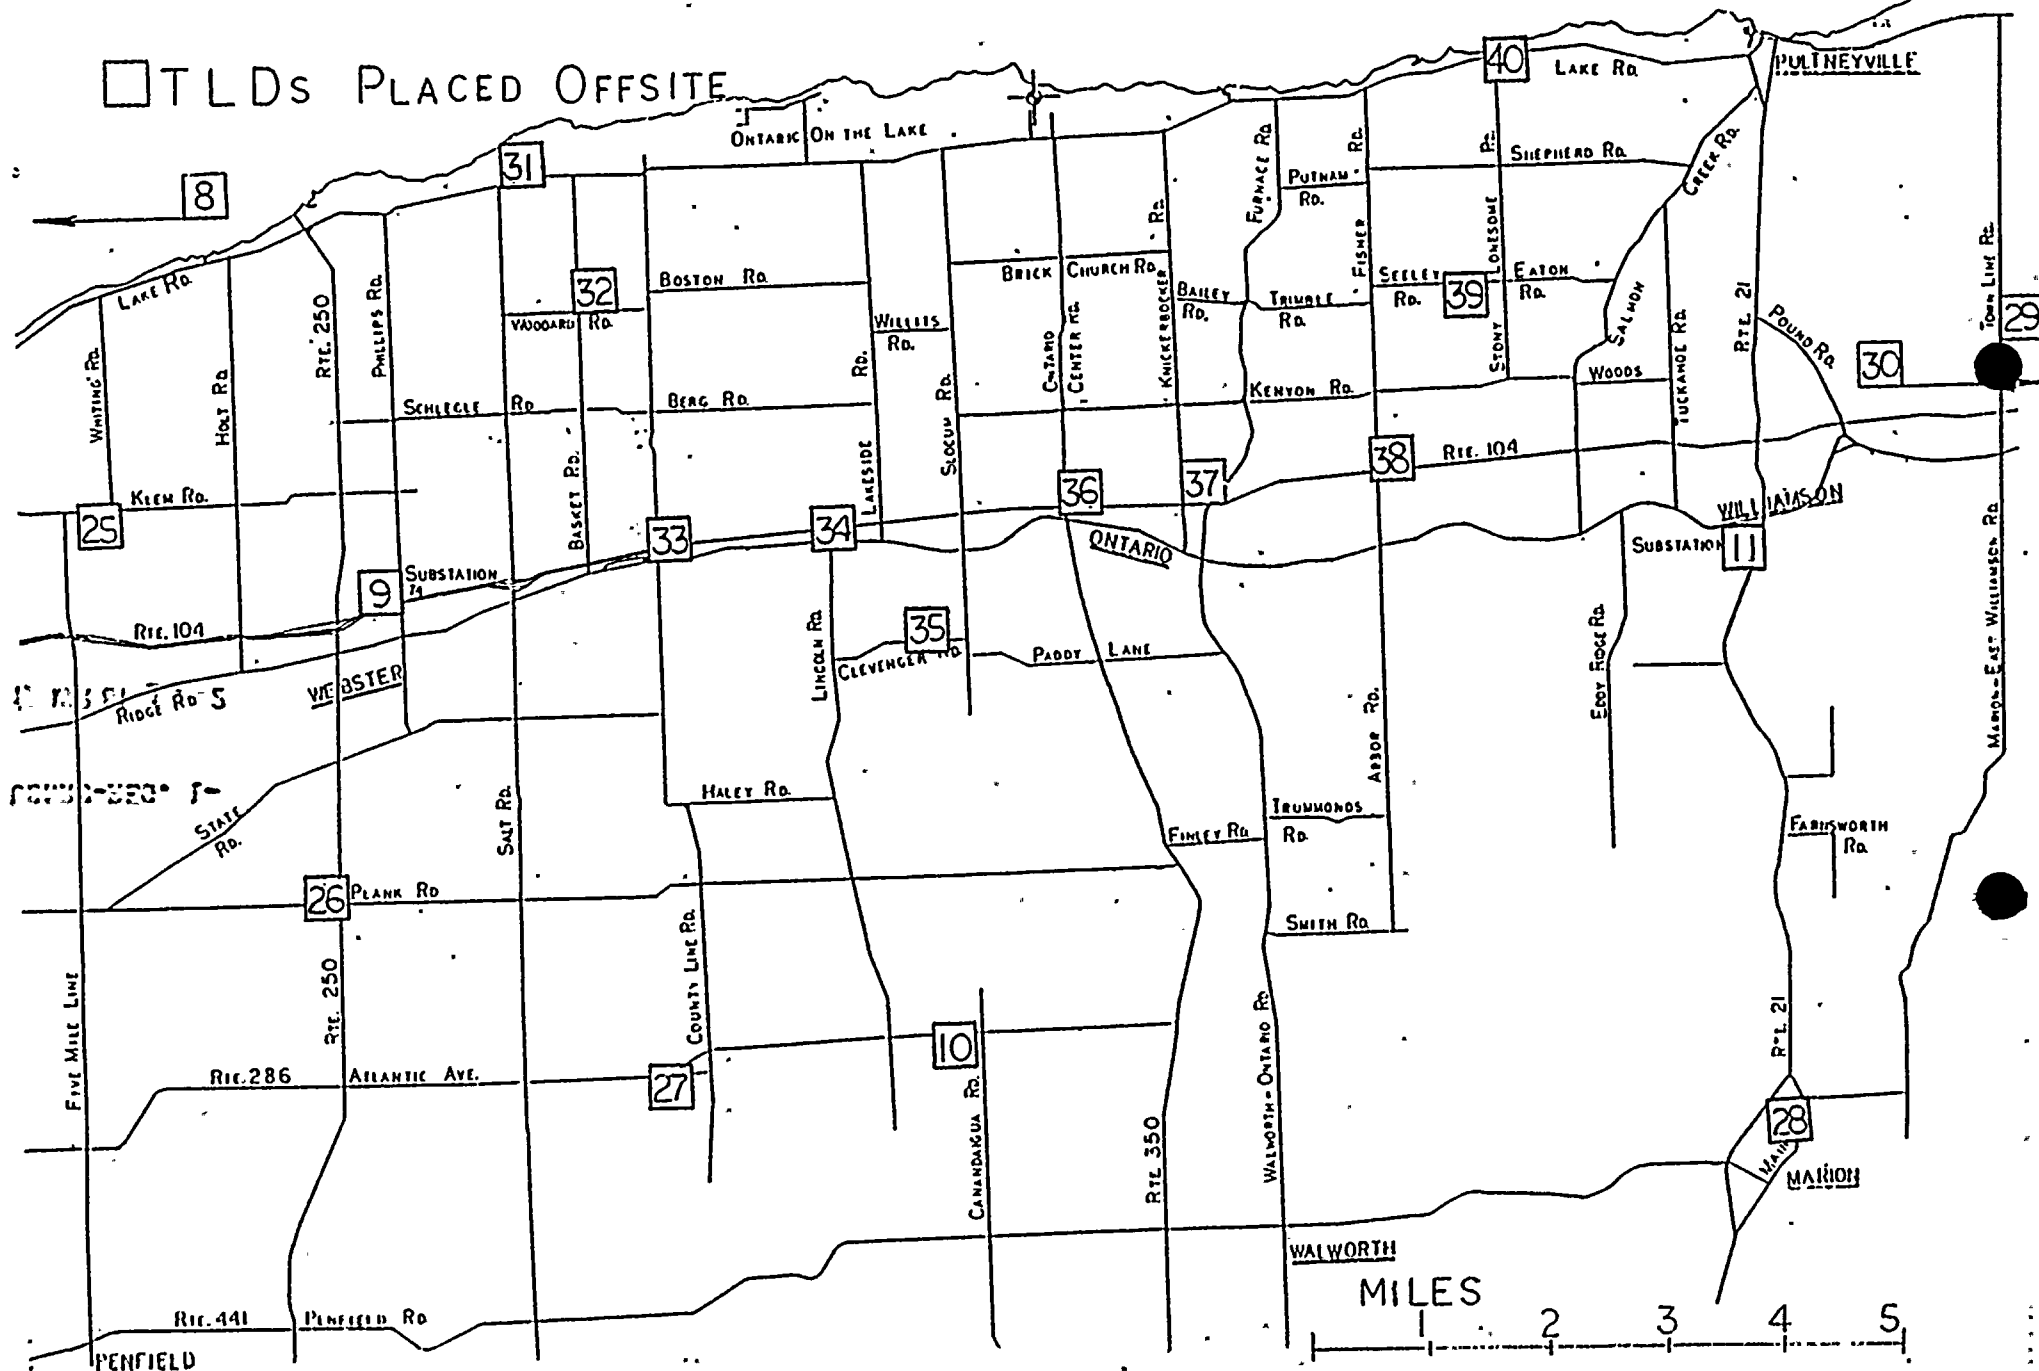 TLDs PLACED OFFSITE
40
LAKE RD.
PULTNEYVILLE
ONTARIO ON THE LAKE
31
8
FURNACE RD.
RD.
RD.
SHEPHERD RD.
CREEK RD.
PUTNAM
RD.
LAKE RD.
RTE. 250
PHILLIPS RD.
32
BOSTON RD.
WOODARD RD.
WILLITS
RD.
BRICK CHURCH RD.
ONTARIO
CENTER RD.
KNICKERBOCKER
RD.
BAILEY
RD.
TRIMBLE
RD.
FISHER
SEELEY
RD.
39
STONY LONESOME
EATON
RD.
SALMON
TUCKAHOE RD.
RTE. 21
POUND RD.
TOWN LINE RD.
29
30
WHITING RD.
HOLT RD.
SCHLEGLE RD.
BERG RD.
RD.
SLOCUM RD.
KENYON RD.
WOODS
38
RTE. 104
KLEM RD.
25
BASKET RD.
33
34
LAKESIDE
36
37
ONTARIO
WILLIAMSON
SUBSTATION
11
9
SUBSTATION
RTE. 104
LINCOLN RD.
35
CLEVENGER RD.
PADDY LANE
WEBSTER
RIDGE RD.
EDDY RIDGE RD.
ARBOR RD.
MARION-EAST WILLIAMSON RD.
STATE
RD.
SALT RD.
HALEY RD.
TRUMMONDS
RD.
FINLEY RD.
FARNSWORTH
RD.
26
PLANK RD
SMITH RD.
FIVE MILE LINE
RTE. 250
COUNTY LINE RD.
10
WALWORTH-ONTARIO RD.
RTE. 21
RTE. 286
ATLANTIC AVE.
27
CANANDAIGUA RD.
RTE 350
28
MAIN
MARION
WALWORTH
MILES
1 2 3 4 5
RTE. 441
PENFIELD RD.
PENFIELD